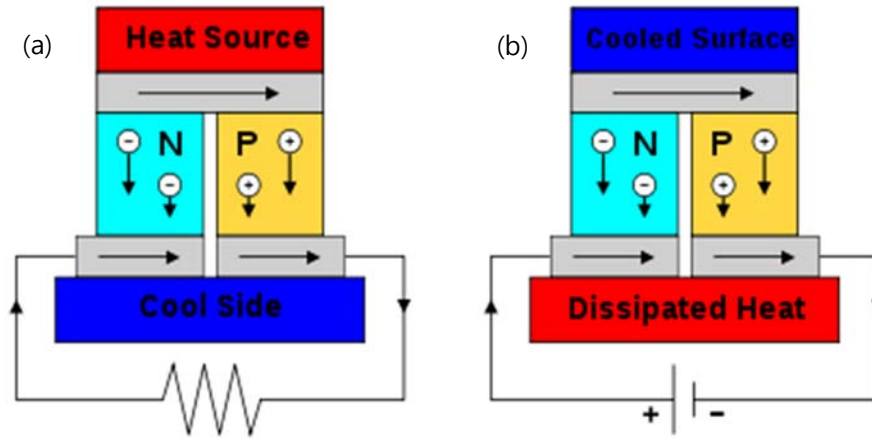 (a)
Heat Source
N
P
−
−
+
+
Cool Side
(b)
Cooled Surface
N
P
−
−
+
+
Dissipated Heat
+
-